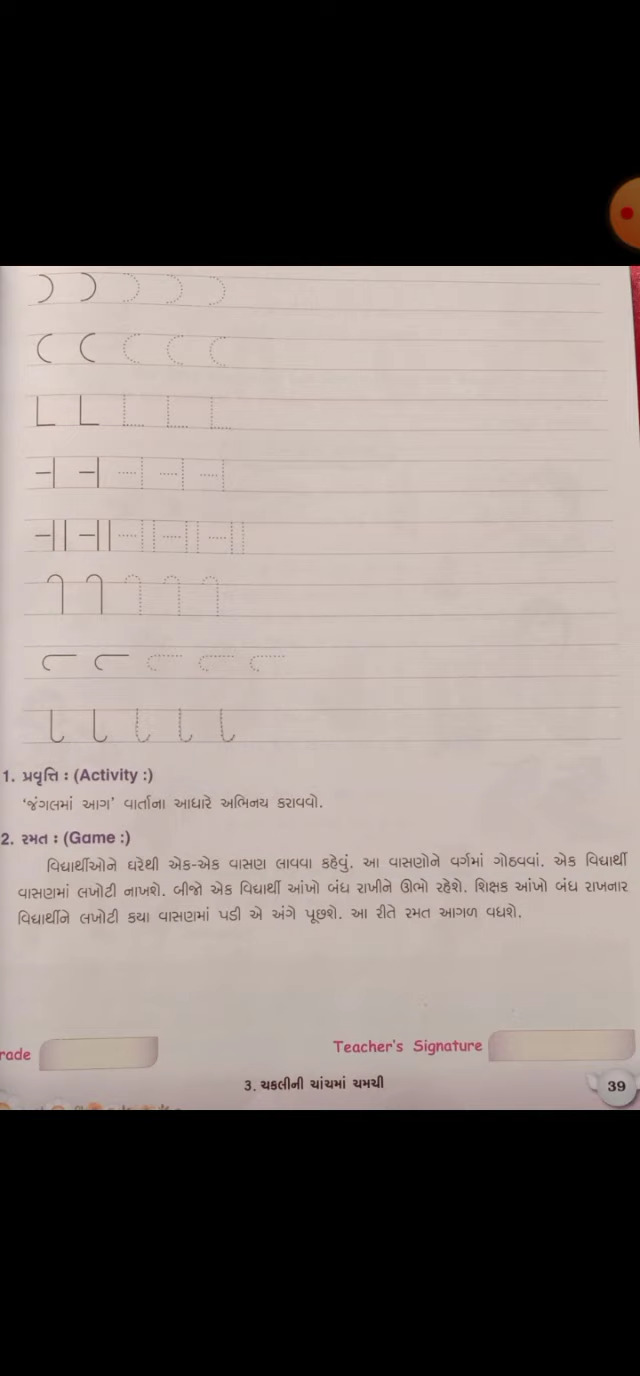 1. પ્રવૃત્તિ : (Activity :)
‘જંગલમાં આગ’ વાર્તાના આધારે અભિનય કરાવવો.
2. રમત : (Game :)
વિદ્યાર્થીઓને ઘરેથી એક-એક વાસણ લાવવા કહેવું. આ વાસણોને વર્ગમાં ગોઠવવાં. એક વિદ્યાર્થી
વાસણમાં લખોટી નાખશે. બીજો એક વિદ્યાર્થી આંખો બંધ રાખીને ઊભો રહેશે. શિક્ષક આંખો બંધ રાખનાર
વિદ્યાર્થીને લખોટી કયા વાસણમાં પડી એ અંગે પૂછશે. આ રીતે રમત આગળ વધશે.
rade
Teacher's Signature
3. ચકલીની ચાંચમાં ચમચી
39